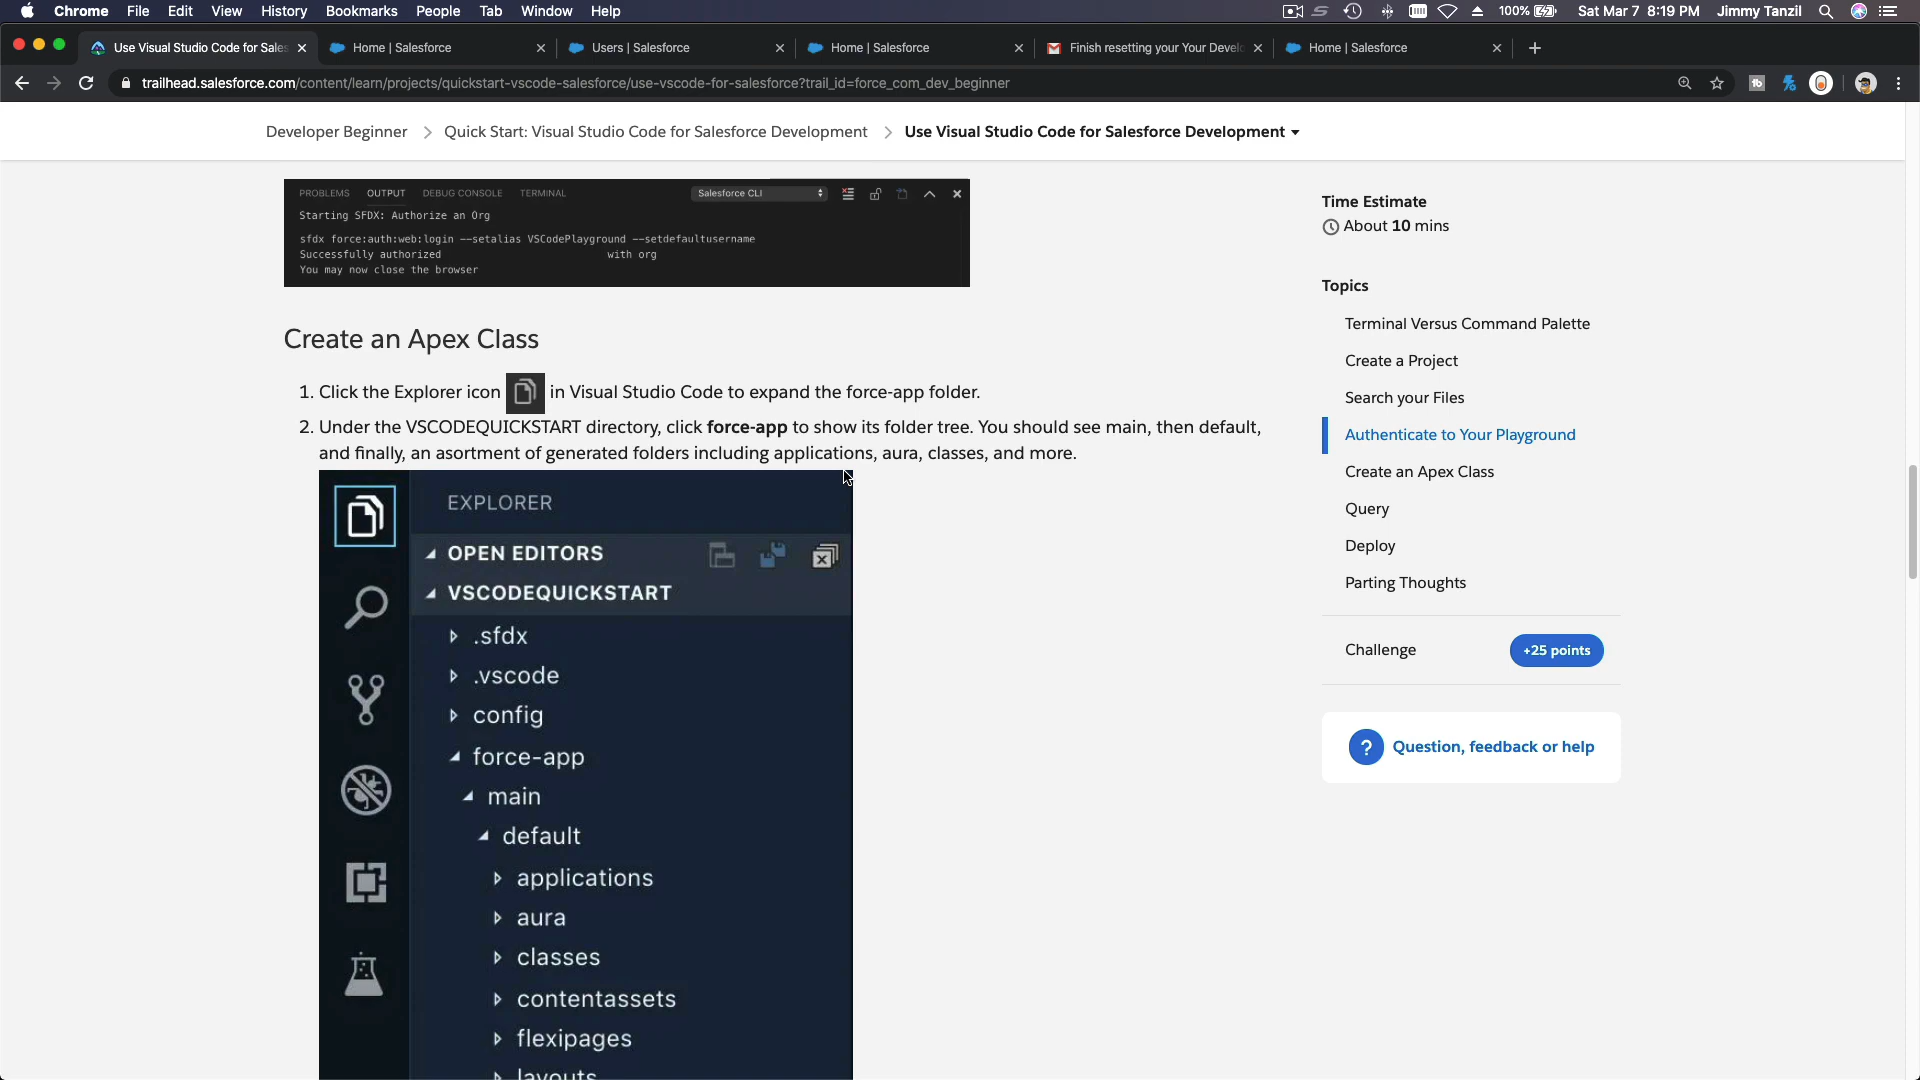 Chrome File Edit View History Bookmarks People Tab Window Help 100% Sat Mar 7 8:19 PM Jimmy Tanzil
Use Visual Studio Code for Sales Home | Salesforce Users | Salesforce Home | Salesforce Finish resetting your Your Devel Home | Salesforce
trailhead.salesforce.com/content/learn/projects/quickstart-vscode-salesforce/use-vscode-for-salesforce?trail_id=force_com_dev_beginner
Developer Beginner Quick Start: Visual Studio Code for Salesforce Development Use Visual Studio Code for Salesforce Development
PROBLEMS OUTPUT DEBUG CONSOLE TERMINAL Salesforce CLI
Starting SFDX: Authorize an Org
sfdx force:auth:web:login --setalias VSCodePlayground --setdefaultusername
Successfully authorized with org
You may now close the browser
Create an Apex Class
1. Click the Explorer icon in Visual Studio Code to expand the force-app folder.
2. Under the VSCODEQUICKSTART directory, click force-app to show its folder tree. You should see main, then default,
and finally, an asortment of generated folders including applications, aura, classes, and more.
EXPLORER
OPEN EDITORS
VSCODEQUICKSTART
.sfdx
.vscode
config
force-app
main
default
applications
aura
classes
contentassets
flexipages
layouts
Time Estimate
About 10 mins
Topics
Terminal Versus Command Palette
Create a Project
Search your Files
Authenticate to Your Playground
Create an Apex Class
Query
Deploy
Parting Thoughts
Challenge +25 points
? Question, feedback or help